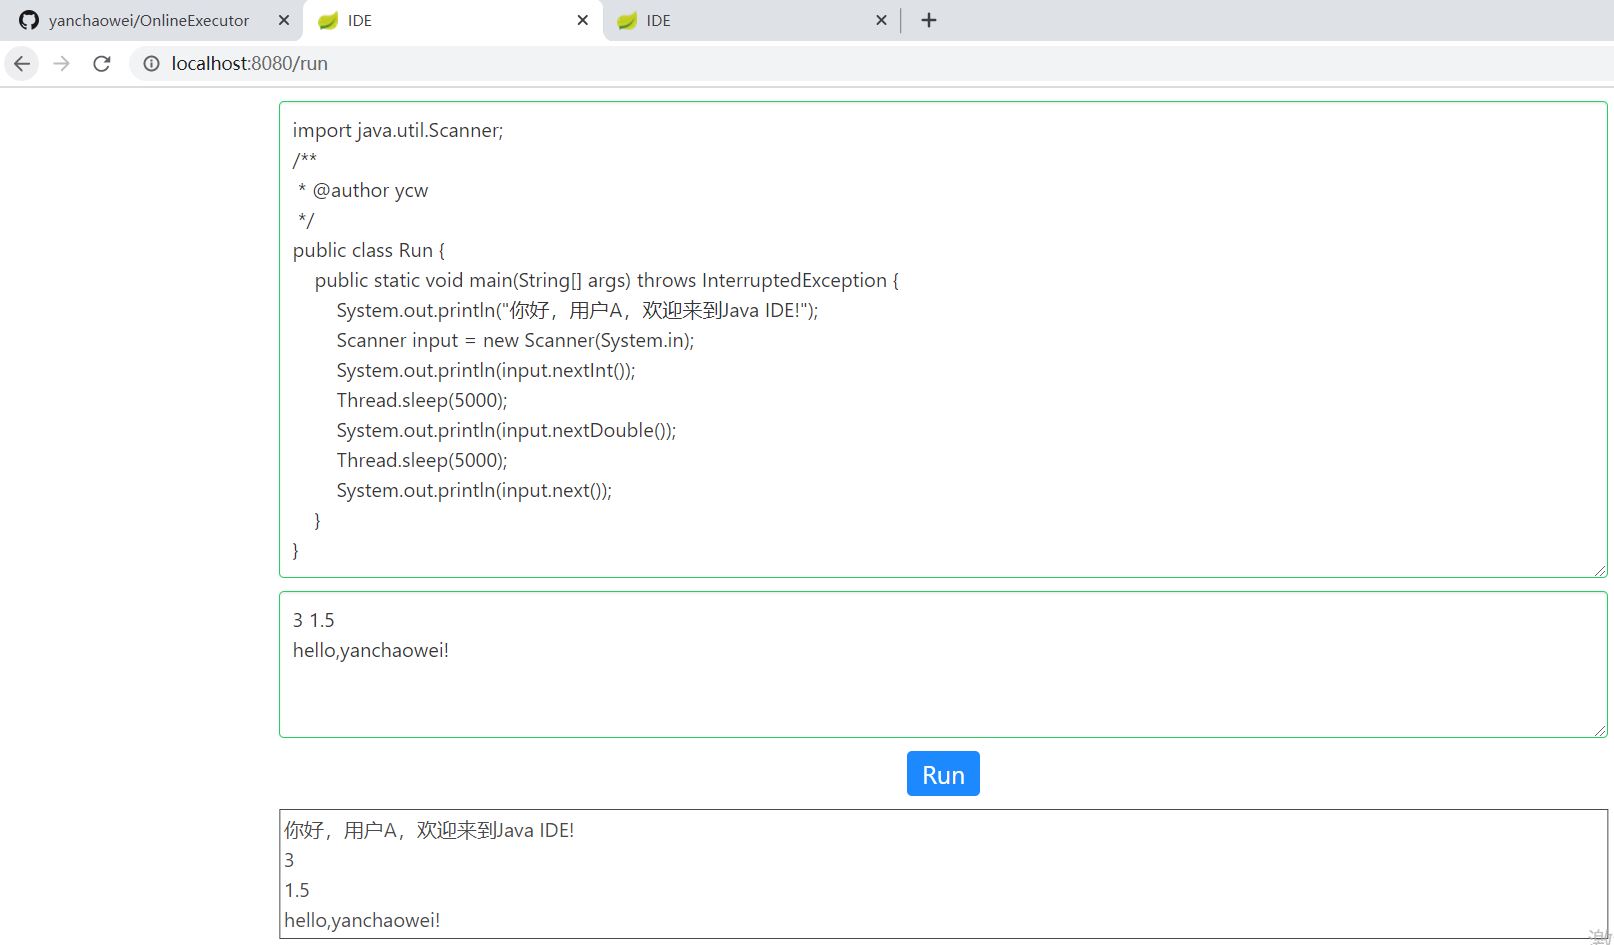 yanchaowei/OnlineExecutor
IDE
IDE
localhost:8080/run
import java.util.Scanner;
/**
 * @author ycw
 */
public class Run {
    public static void main(String[] args) throws InterruptedException {
        System.out.println("你好，用户A，欢迎来到Java IDE!");
        Scanner input = new Scanner(System.in);
        System.out.println(input.nextInt());
        Thread.sleep(5000);
        System.out.println(input.nextDouble());
        Thread.sleep(5000);
        System.out.println(input.next());
    }
}
3 1.5
hello,yanchaowei!
Run
你好，用户A，欢迎来到Java IDE!
3
1.5
hello,yanchaowei!